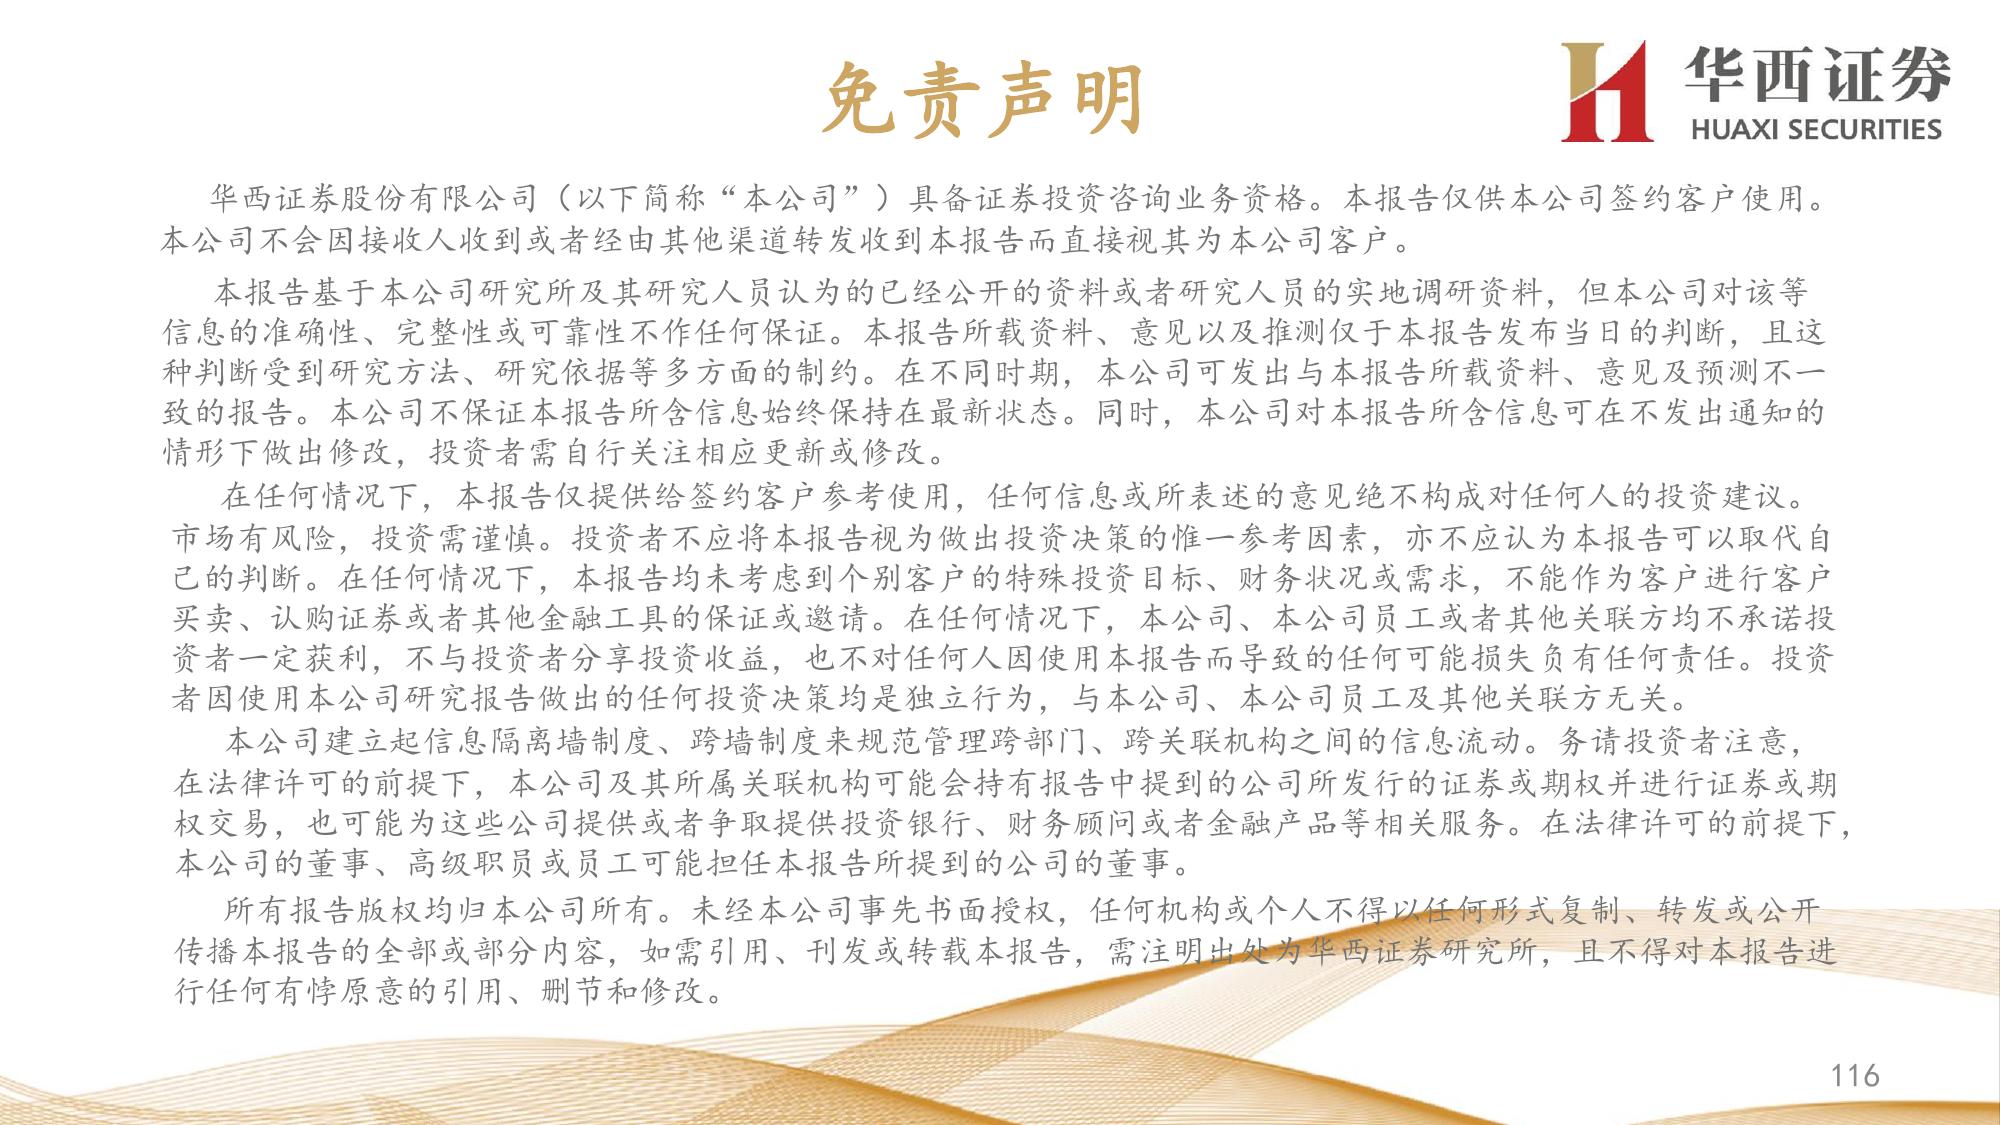 免责声明
华西证券
HUAXI SECURITIES
华西证券股份有限公司（以下简称“本公司”）具备证券投资咨询业务资格。本报告仅供本公司签约客户使用。
本公司不会因接收人收到或者经由其他渠道转发收到本报告而直接视其为本公司客户。
本报告基于本公司研究所及其研究人员认为的已经公开的资料或者研究人员的实地调研资料，但本公司对该等
信息的准确性、完整性或可靠性不作任何保证。本报告所载资料、意见以及推测仅于本报告发布当日的判断，且这
种判断受到研究方法、研究依据等多方面的制约。在不同时期，本公司可发出与本报告所载资料、意见及预测不一
致的报告。本公司不保证本报告所含信息始终保持在最新状态。同时，本公司对本报告所含信息可在不发出通知的
情形下做出修改，投资者需自行关注相应更新或修改。
在任何情况下，本报告仅提供给签约客户参考使用，任何信息或所表述的意见绝不构成对任何人的投资建议。
市场有风险，投资需谨慎。投资者不应将本报告视为做出投资决策的惟一参考因素，亦不应认为本报告可以取代自
己的判断。在任何情况下，本报告均未考虑到个别客户的特殊投资目标、财务状况或需求，不能作为客户进行客户
买卖、认购证券或者其他金融工具的保证或邀请。在任何情况下，本公司、本公司员工或者其他关联方均不承诺投
资者一定获利，不与投资者分享投资收益，也不对任何人因使用本报告而导致的任何可能损失负有任何责任。投资
者因使用本公司研究报告做出的任何投资决策均是独立行为，与本公司、本公司员工及其他关联方无关。
本公司建立起信息隔离墙制度、跨墙制度来规范管理跨部门、跨关联机构之间的信息流动。务请投资者注意，
在法律许可的前提下，本公司及其所属关联机构可能会持有报告中提到的公司所发行的证券或期权并进行证券或期
权交易，也可能为这些公司提供或者争取提供投资银行、财务顾问或者金融产品等相关服务。在法律许可的前提下，
本公司的董事、高级职员或员工可能担任本报告所提到的公司的董事。
所有报告版权均归本公司所有。未经本公司事先书面授权，任何机构或个人不得以任何形式复制、转发或公开
传播本报告的全部或部分内容，如需引用、刊发或转载本报告，需注明出处为华西证券研究所，且不得对本报告进
行任何有悖原意的引用、删节和修改。
116